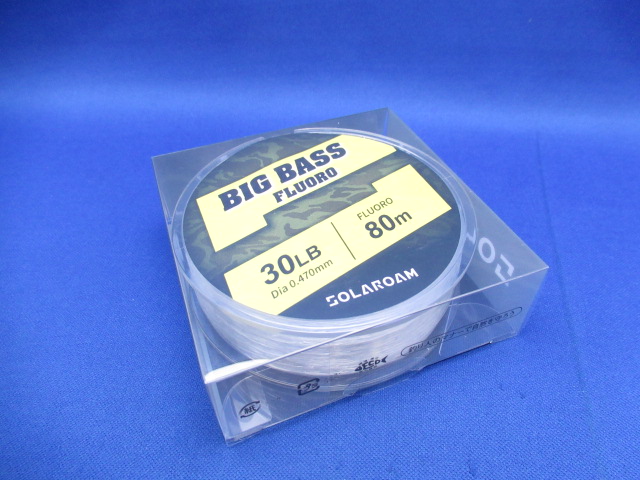 BIG BASS
FLUORO
30LB
Dia 0.470mm
FLUORO
80m
SOLAROAM